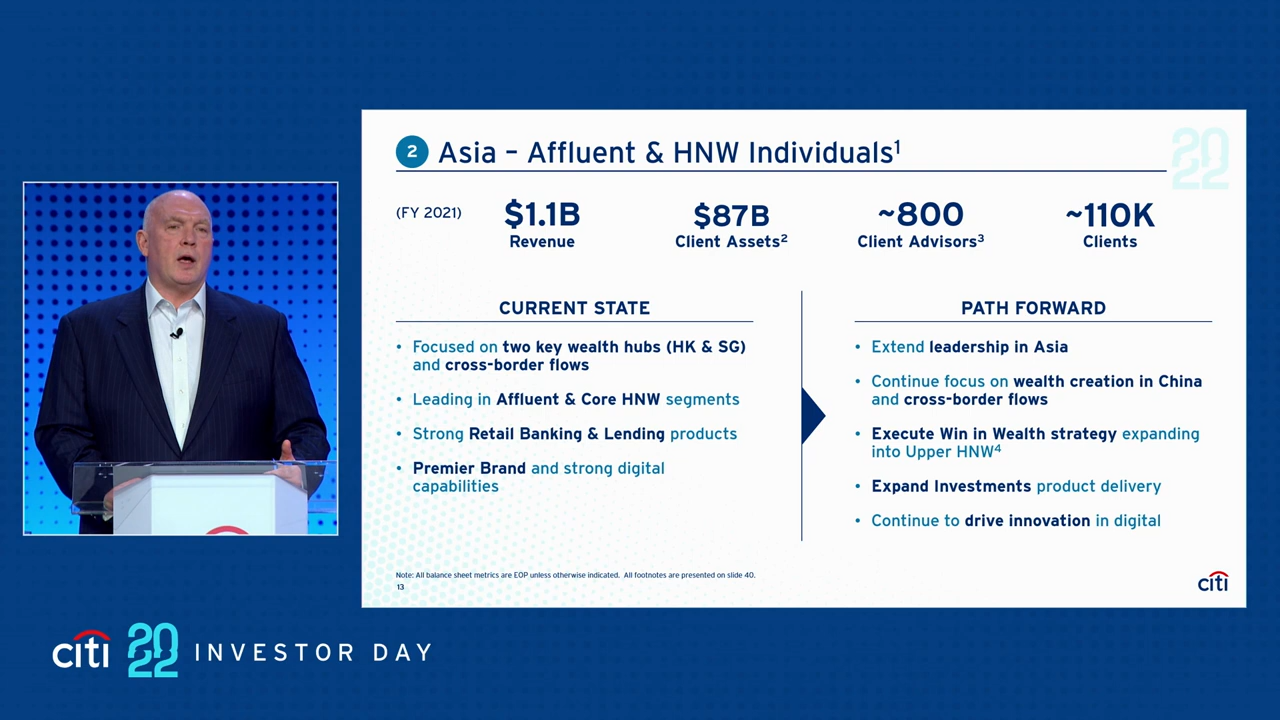 2 Asia – Affluent & HNW Individuals¹
20
22
(FY 2021)
$1.1B
Revenue
$87B
Client Assets²
~800
Client Advisors³
~110K
Clients
CURRENT STATE
• Focused on two key wealth hubs (HK & SG)
and cross-border flows
• Leading in Affluent & Core HNW segments
• Strong Retail Banking & Lending products
• Premier Brand and strong digital
capabilities
PATH FORWARD
• Extend leadership in Asia
• Continue focus on wealth creation in China
and cross-border flows
• Execute Win in Wealth strategy expanding
into Upper HNW⁴
• Expand Investments product delivery
• Continue to drive innovation in digital
Note: All balance sheet metrics are EOP unless otherwise indicated. All footnotes are presented on slide 40.
13
citi
citi 2022 INVESTOR DAY